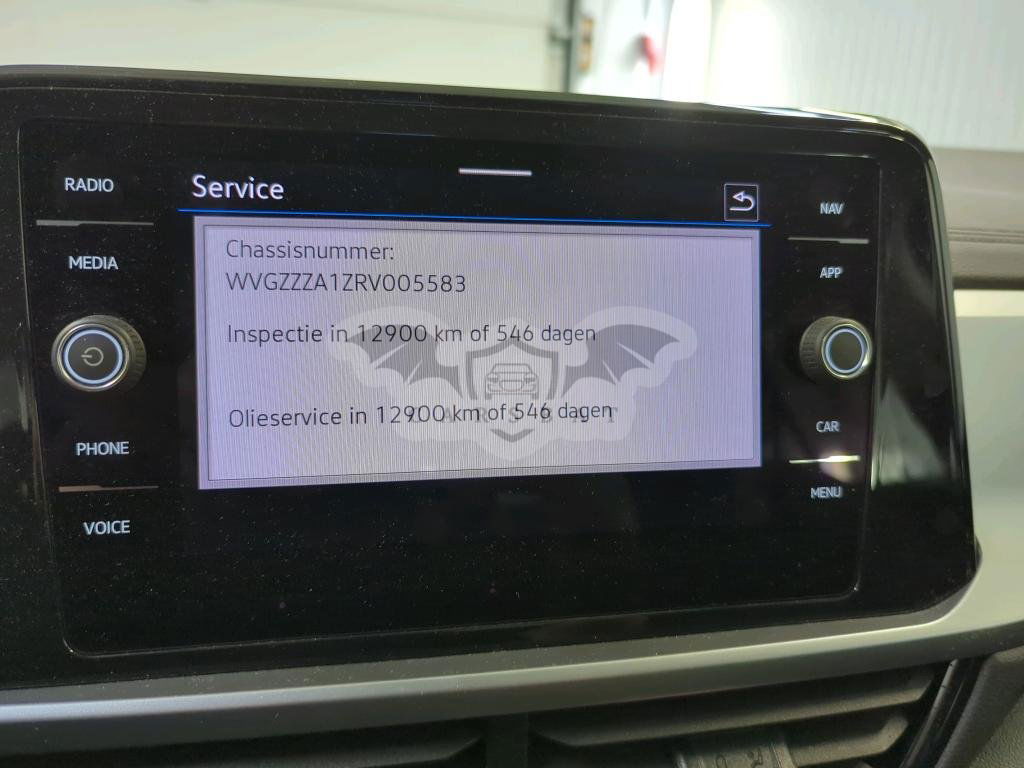 RADIO
MEDIA
PHONE
VOICE
Service
Chassisnummer:
WVGZZZA1ZRV005583
Inspectie in 12900 km of 546 dagen
Olieservice in 12900 km of 546 dagen
CARSBAT
NAV
APP
CAR
MENU